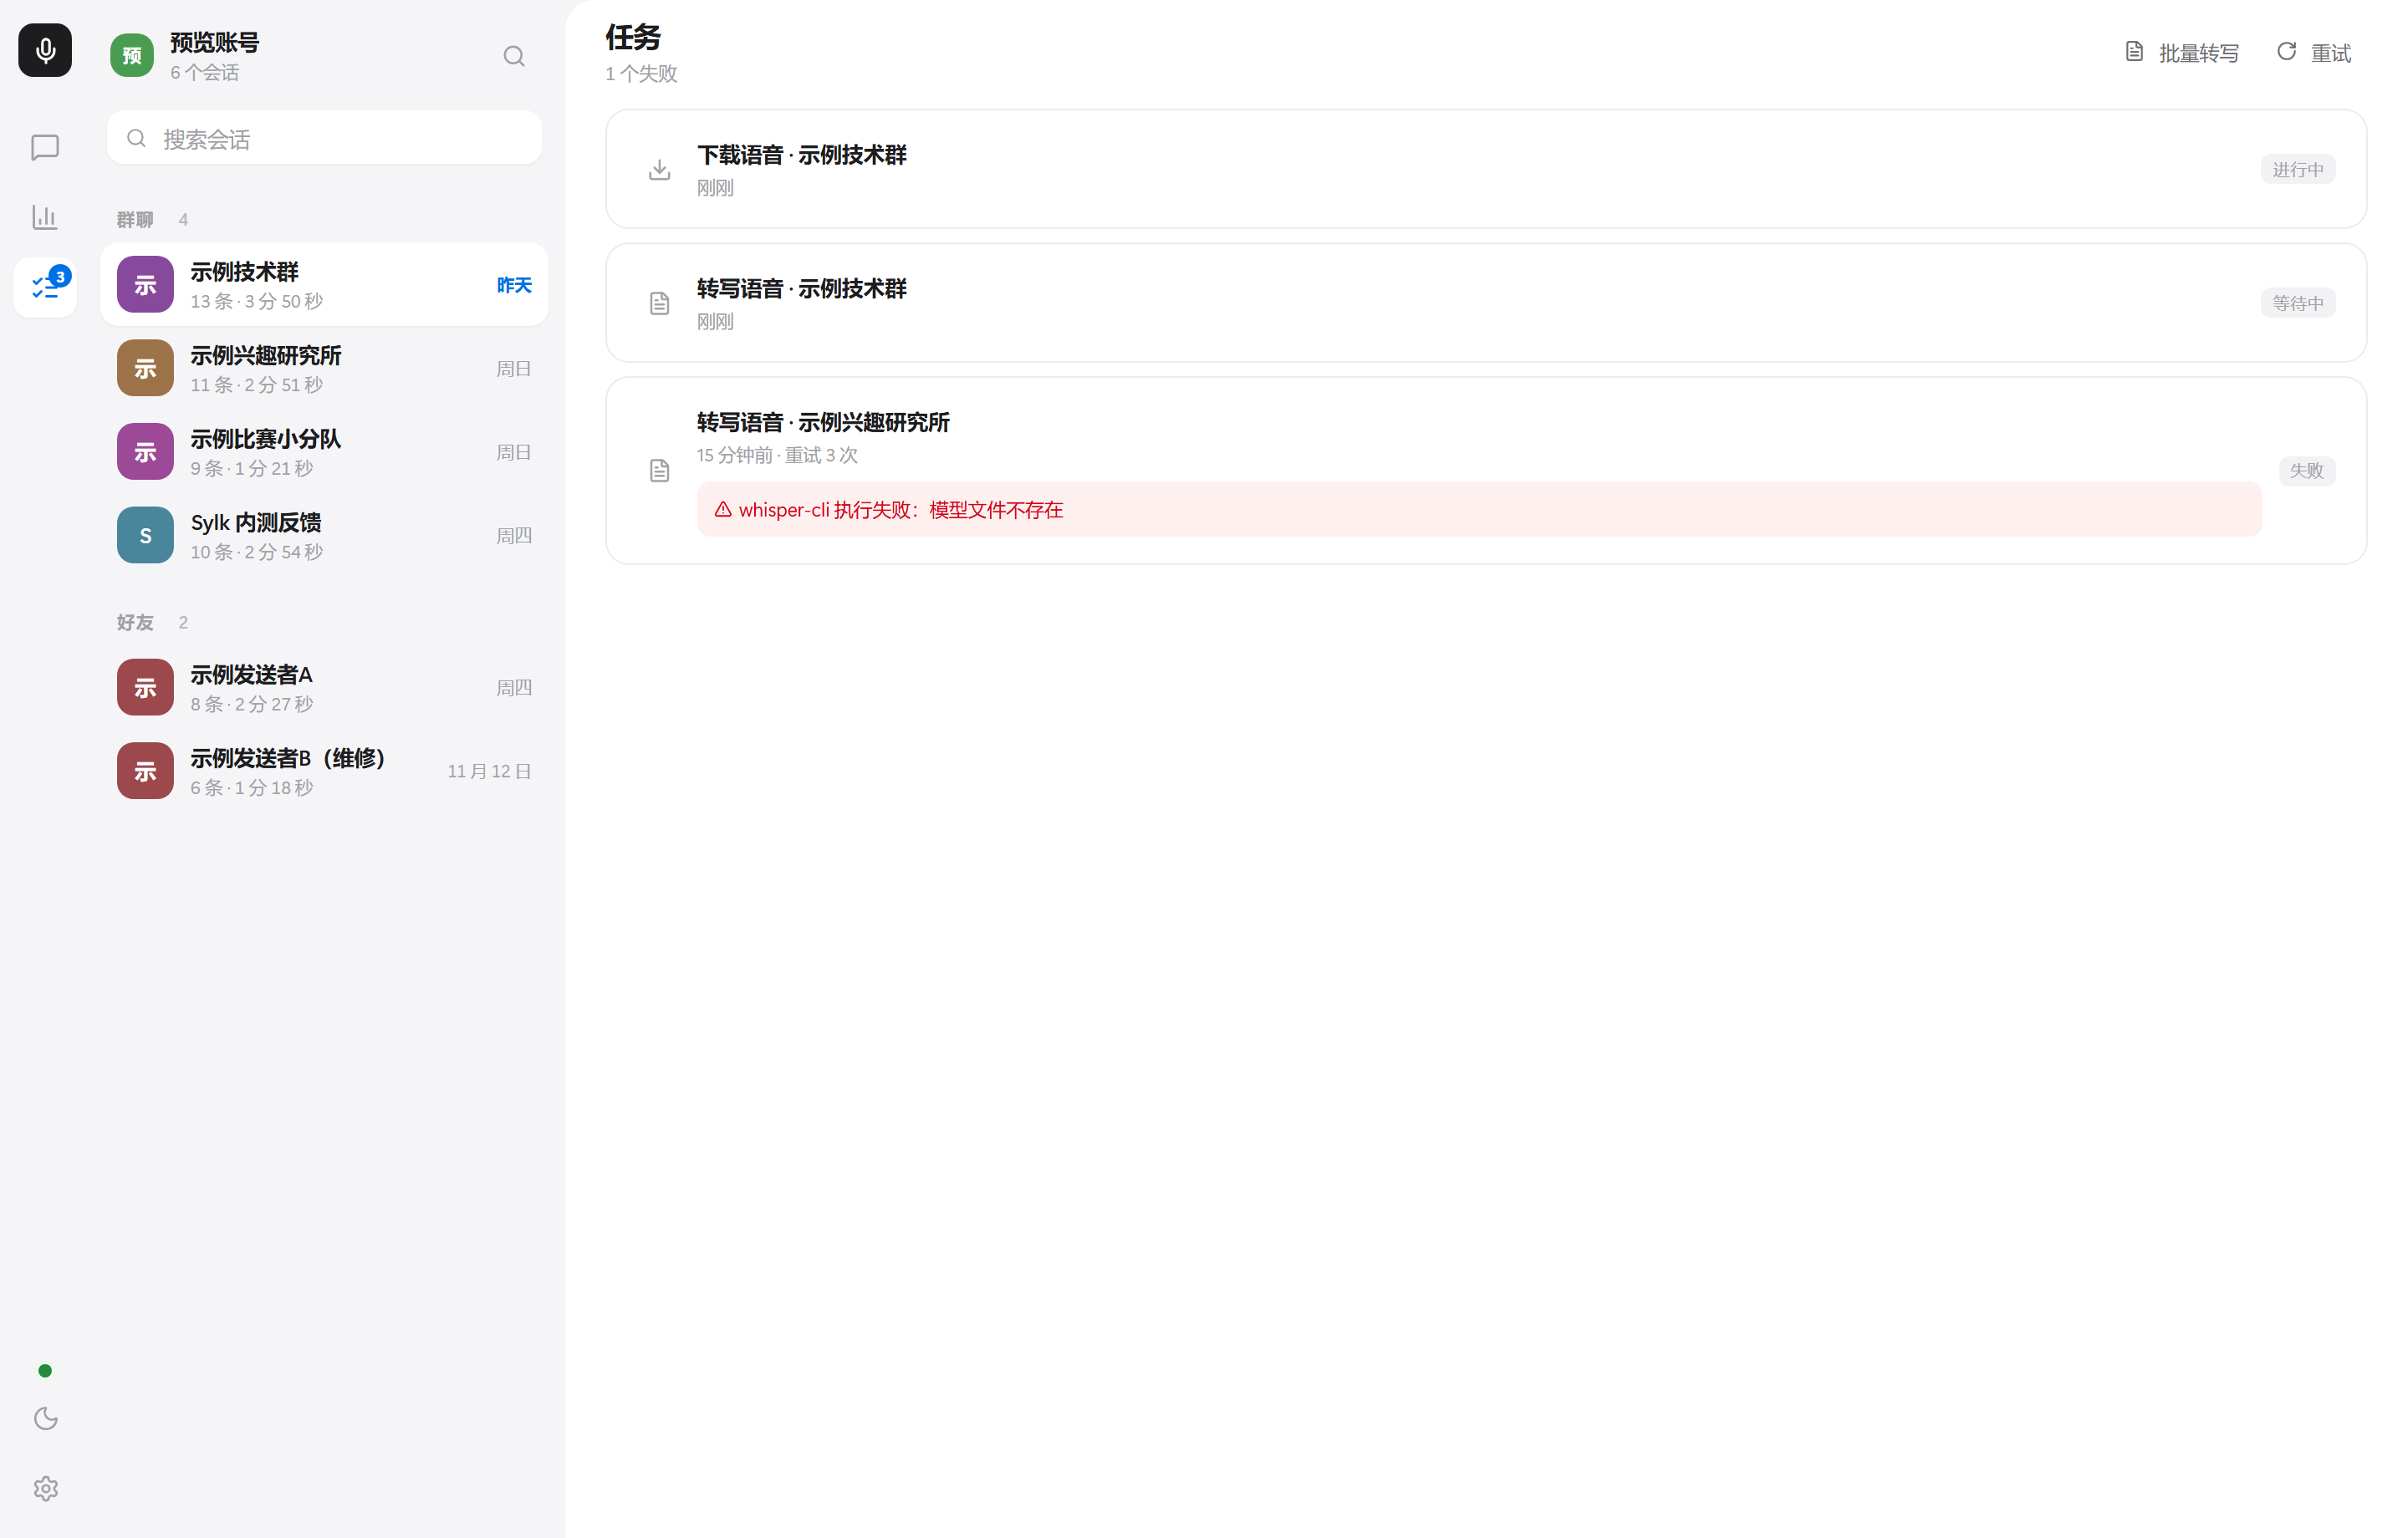 预
预览账号
6 个会话
搜索会话
3
群聊 4
示
示例技术群
13 条 · 3 分 50 秒
昨天
示
示例兴趣研究所
11 条 · 2 分 51 秒
周日
示
示例比赛小分队
9 条 · 1 分 21 秒
周日
S
Sylk 内测反馈
10 条 · 2 分 54 秒
周四
好友 2
示
示例发送者A
8 条 · 2 分 27 秒
周四
示
示例发送者B（维修）
6 条 · 1 分 18 秒
11 月 12 日
任务
1 个失败
批量转写
重试
下载语音 · 示例技术群
刚刚
进行中
转写语音 · 示例技术群
刚刚
等待中
转写语音 · 示例兴趣研究所
15 分钟前 · 重试 3 次
whisper-cli 执行失败：模型文件不存在
失败